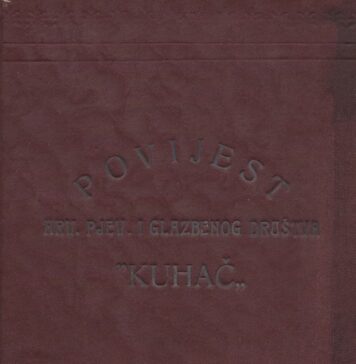 POVIJEST
HRV. PJEV. I GLAZBENOG DRUŠTVA
"KUHAČ„